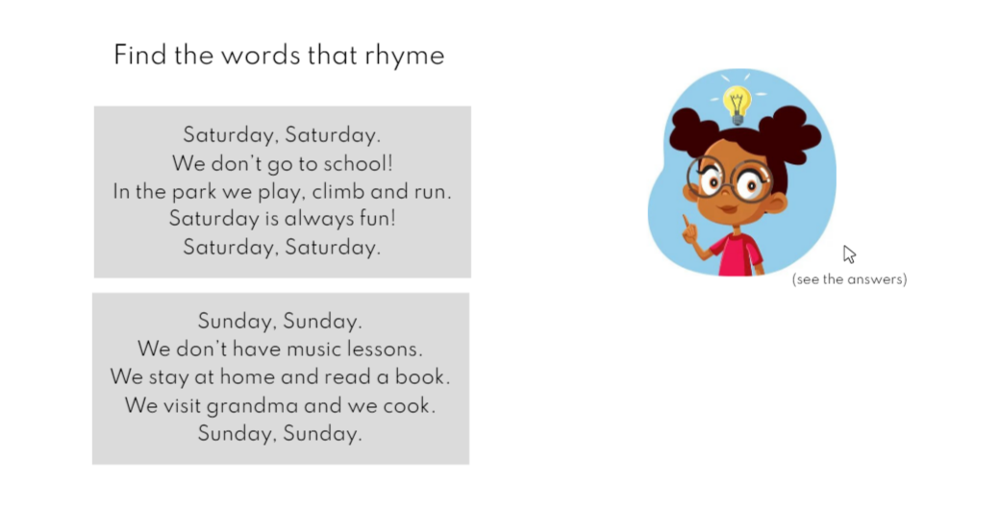 Find the words that rhyme
Saturday, Saturday.
We don't go to school!
In the park we play, climb and run.
Saturday is always fun!
Saturday, Saturday.
Sunday, Sunday.
We don't have music lessons.
We stay at home and read a book.
We visit grandma and we cook.
Sunday, Sunday.
(see the answers)